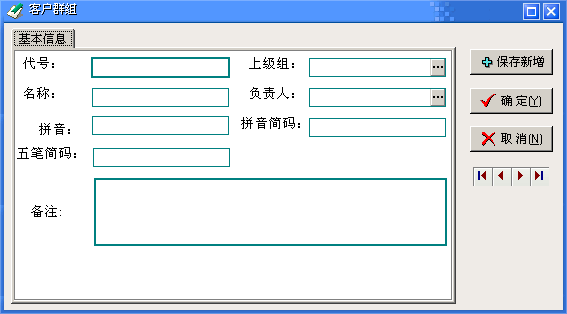 客户群组
基本信息
代号： 上级组：
名称： 负责人：
拼音： 拼音简码：
五笔简码：
备注:
保存新增
确 定(Y)
取 消(N)